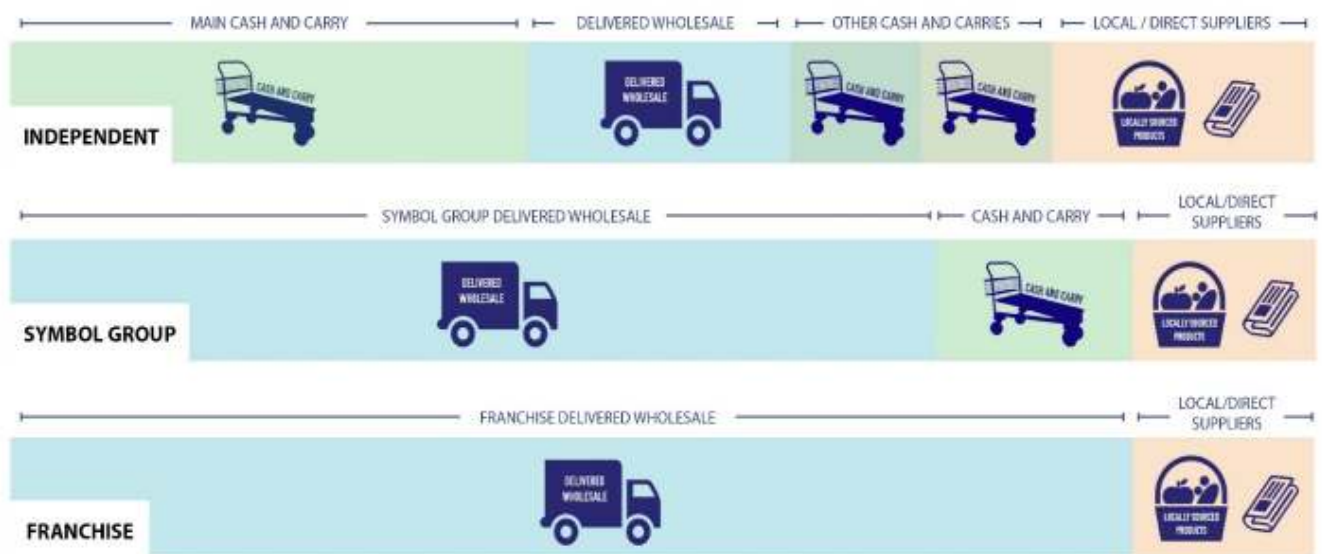 MAIN CASH AND CARRY
DELIVERED WHOLESALE
OTHER CASH AND CARRIES
LOCAL / DIRECT SUPPLIERS
CASH AND CARRY
DELIVERED
WHOLESALE
CASH AND CARRY
CASH AND CARRY
LOCALLY SOURCED
PRODUCTS
INDEPENDENT
SYMBOL GROUP DELIVERED WHOLESALE
CASH AND CARRY
LOCAL/DIRECT
SUPPLIERS
DELIVERED
WHOLESALE
CASH AND CARRY
LOCALLY SOURCED
PRODUCTS
SYMBOL GROUP
FRANCHISE DELIVERED WHOLESALE
LOCAL/DIRECT
SUPPLIERS
DELIVERED
WHOLESALE
LOCALLY SOURCED
PRODUCTS
FRANCHISE